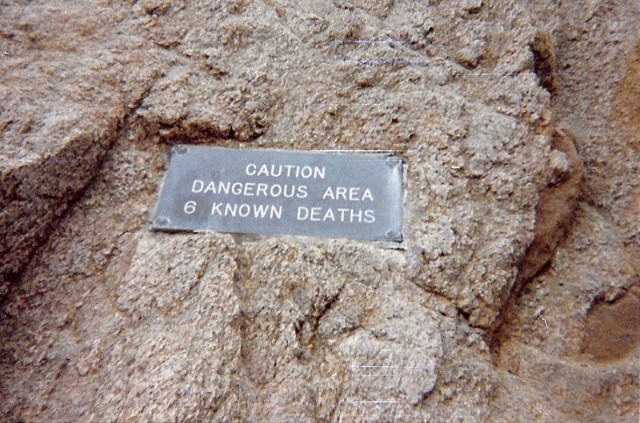 CAUTION
DANGEROUS AREA
6 KNOWN DEATHS